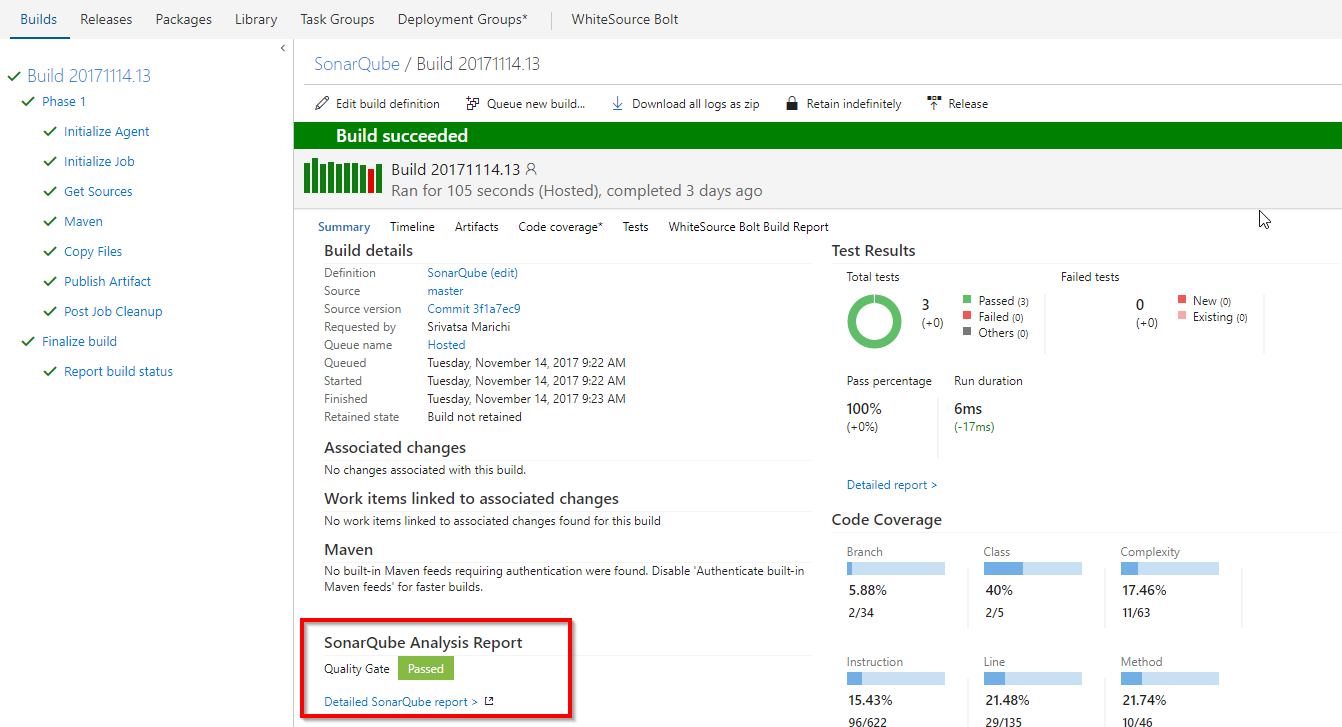 Builds Releases Packages Library Task Groups Deployment Groups* WhiteSource Bolt
Build 20171114.13
Phase 1
Initialize Agent
Initialize Job
Get Sources
Maven
Copy Files
Publish Artifact
Post Job Cleanup
Finalize build
Report build status
SonarQube / Build 20171114.13
Edit build definition Queue new build... Download all logs as zip Retain indefinitely Release
Build succeeded
Build 20171114.13
Ran for 105 seconds (Hosted), completed 3 days ago
Summary Timeline Artifacts Code coverage* Tests WhiteSource Bolt Build Report
Build details
Definition SonarQube (edit)
Source master
Source version Commit 3f1a7ec9
Requested by Srivatsa Marichi
Queue name Hosted
Queued Tuesday, November 14, 2017 9:22 AM
Started Tuesday, November 14, 2017 9:22 AM
Finished Tuesday, November 14, 2017 9:23 AM
Retained state Build not retained
Associated changes
No changes associated with this build.
Work items linked to associated changes
No work items linked to associated changes found for this build
Maven
No built-in Maven feeds requiring authentication were found. Disable 'Authenticate built-in
Maven feeds' for faster builds.
SonarQube Analysis Report
Quality Gate Passed
Detailed SonarQube report >
Test Results
Total tests Failed tests
3 Passed (3) 0 New (0)
(+0) Failed (0) (+0) Existing (0)
Others (0)
Pass percentage Run duration
100% 6ms
(+0%) (-17ms)
Detailed report >
Code Coverage
Branch Class Complexity
5.88% 40% 17.46%
2/34 2/5 11/63
Instruction Line Method
15.43% 21.48% 21.74%
96/622 29/135 10/46